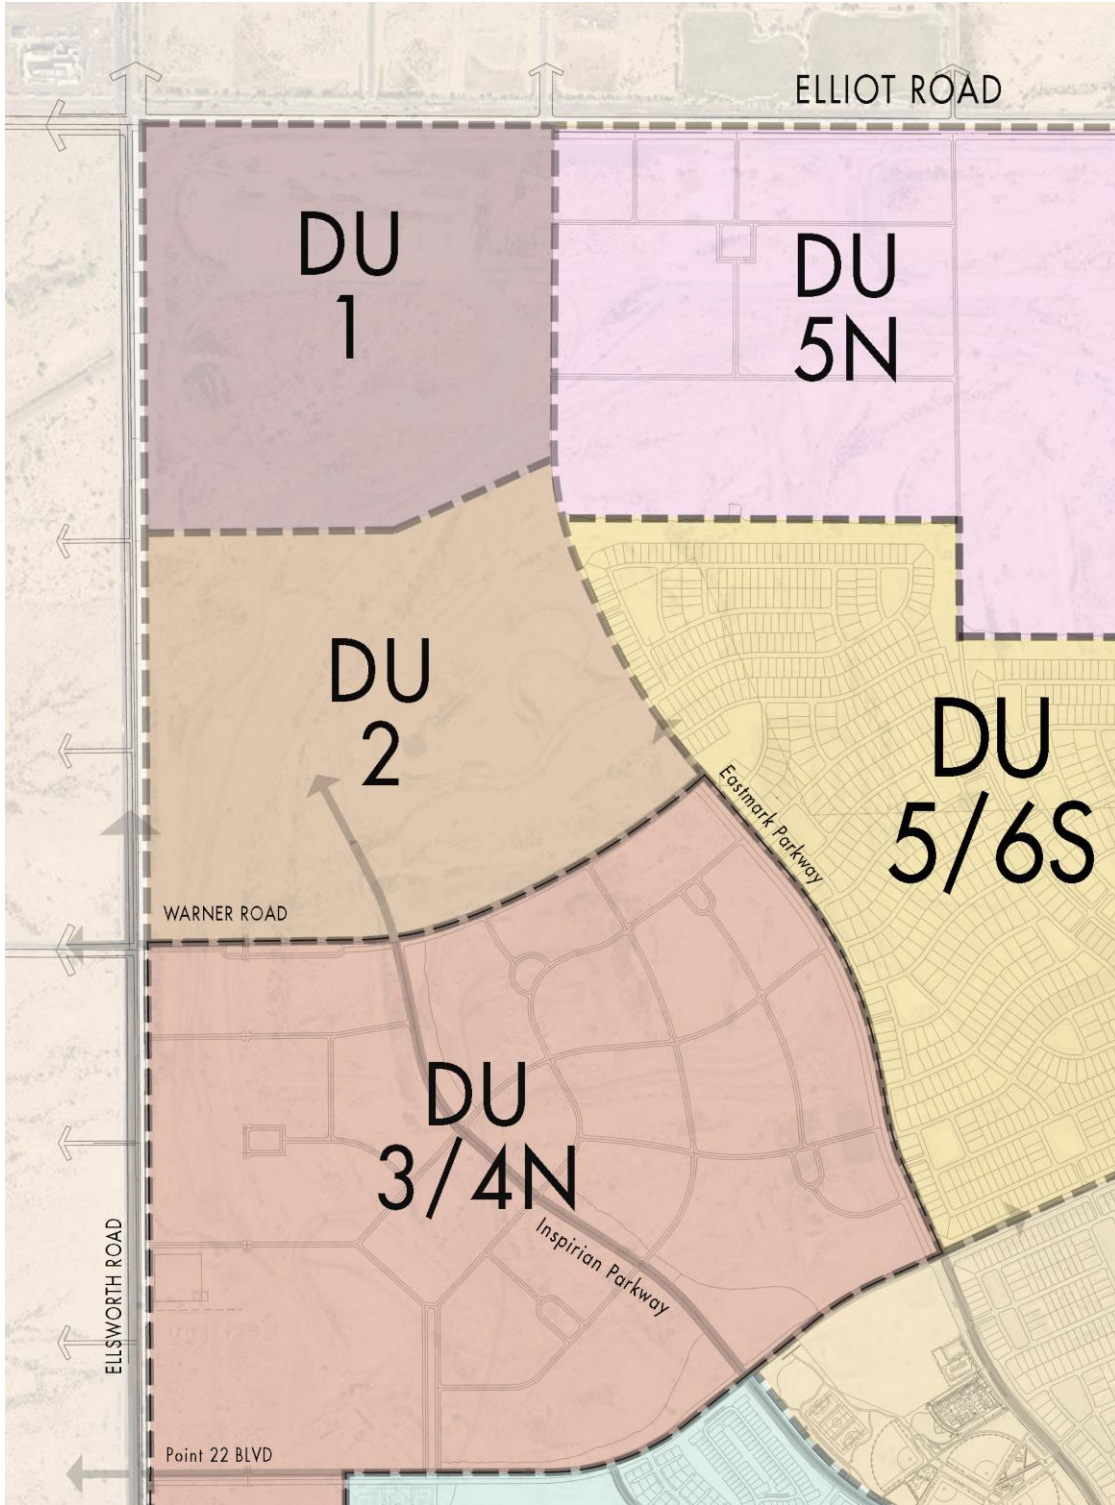 ELLIOT ROAD
DU
1
DU
5N
DU
2
DU
5/6S
Eastmark Parkway
WARNER ROAD
DU
3/4N
Inspirian Parkway
ELLSWORTH ROAD
Point 22 BLVD